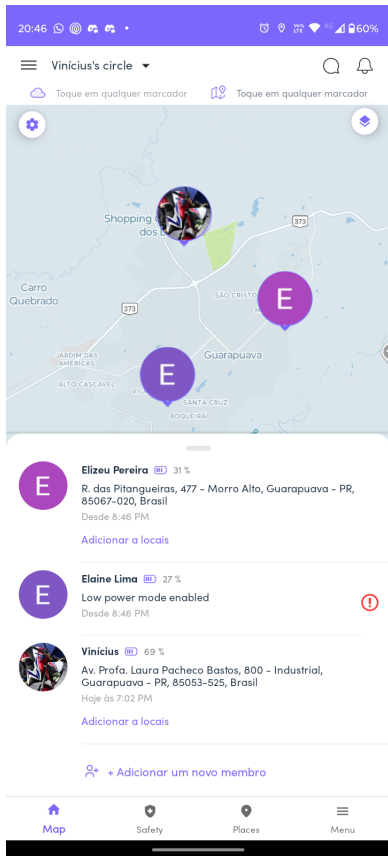 20:46
60%
Vinícius's circle
Toque em qualquer marcador
Toque em qualquer marcador
Shopping
dos
373
Carro
Quebrado
SÃO CRISTO
E
373
JARDIM DAS
AMÉRICAS
Guarapuava
E
ALTO CASCAVEL
SANTA CRUZ
BOQUEIRÃO
E
Elizeu Pereira 31 %
R. das Pitangueiras, 477 - Morro Alto, Guarapuava - PR,
85067-020, Brasil
Desde 8:46 PM
Adicionar a locais
E
Elaine Lima 27 %
Low power mode enabled
Desde 8:46 PM
Vinícius 69 %
Av. Profa. Laura Pacheco Bastos, 800 - Industrial,
Guarapuava - PR, 85053-525, Brasil
Hoje às 7:02 PM
Adicionar a locais
+ Adicionar um novo membro
Map
Safety
Places
Menu